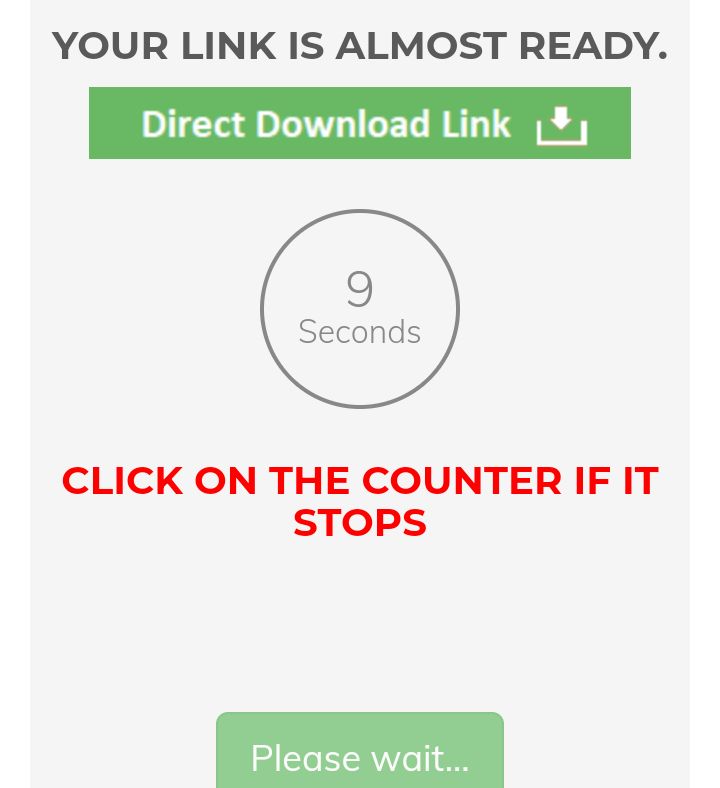 YOUR LINK IS ALMOST READY.
Direct Download Link
9
Seconds
CLICK ON THE COUNTER IF IT
STOPS
Please wait...